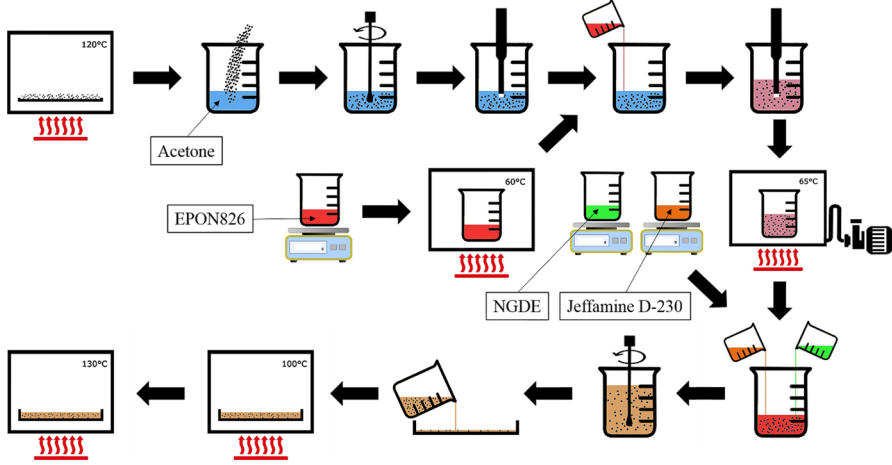 120°C
Acetone
EPON826
60°C
65°C
NGDE
Jeffamine D-230
130°C
100°C